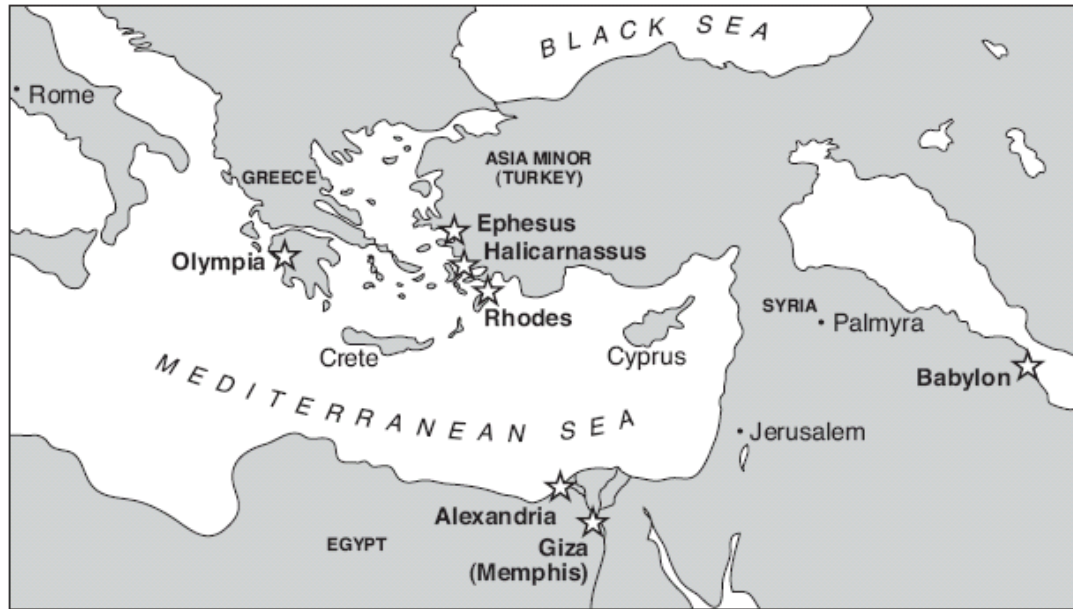 BLACK SEA
Rome
ASIA MINOR
(TURKEY)
GREECE
Ephesus
Halicarnassus
Olympia
Rhodes
SYRIA
Palmyra
Crete
Cyprus
Babylon
MEDITERRANEAN SEA
Jerusalem
Alexandria
EGYPT
Giza
(Memphis)